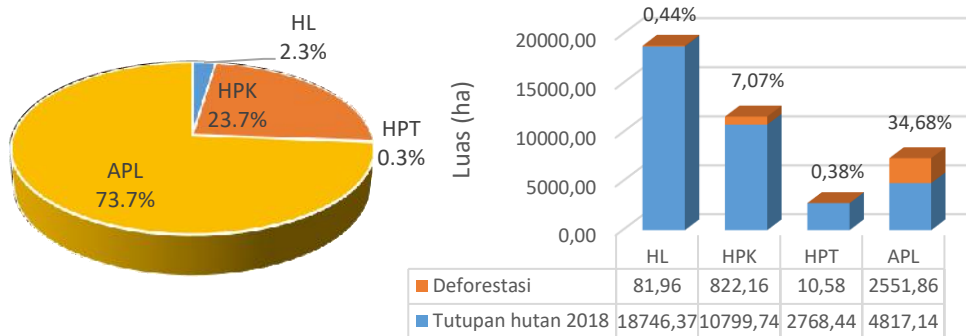 HL
2.3%
HPK
23.7%
HPT
0.3%
APL
73.7%
Luas (ha)
20000,00
15000,00
10000,00
5000,00
0,00
0,44%
7,07%
0,38%
34,68%
HL HPK HPT APL
Deforestasi 81,96 822,16 10,58 2551,86
Tutupan hutan 2018 18746,37 10799,74 2768,44 4817,14